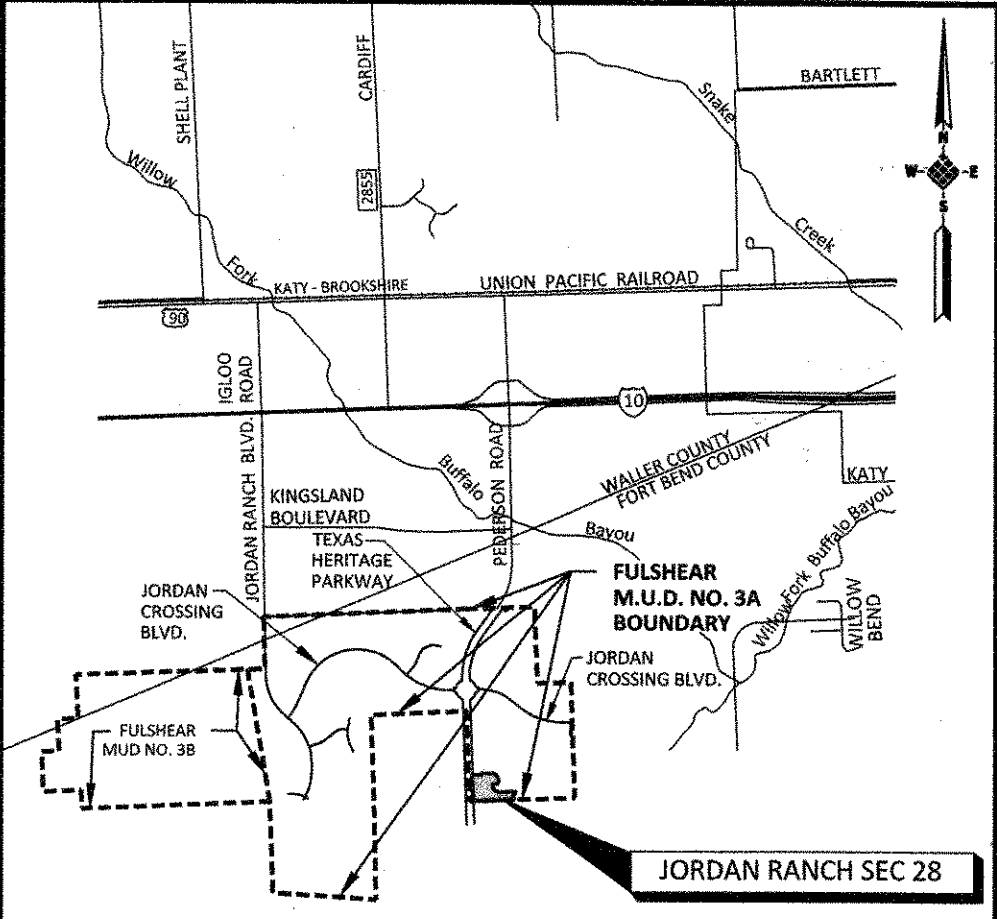 SHELL PLANT
CARDIFF
2855
BARTLETT
Snake
Creek
N
W
E
S
Willow
Fork
KATY - BROOKSHIRE
UNION PACIFIC RAILROAD
90
IGLOO
ROAD
JORDAN RANCH BLVD.
10
PEDERSON ROAD
WALLER COUNTY
FORT BEND COUNTY
KATY
Buffalo
Bayou
KINGSLAND
BOULEVARD
TEXAS
HERITAGE
PARKWAY
JORDAN
CROSSING
BLVD.
FULSHEAR
M.U.D. NO. 3A
BOUNDARY
Willow Fork Buffalo Bayou
WILLOW
BEND
JORDAN
CROSSING BLVD.
FULSHEAR
MUD NO. 3B
JORDAN RANCH SEC 28